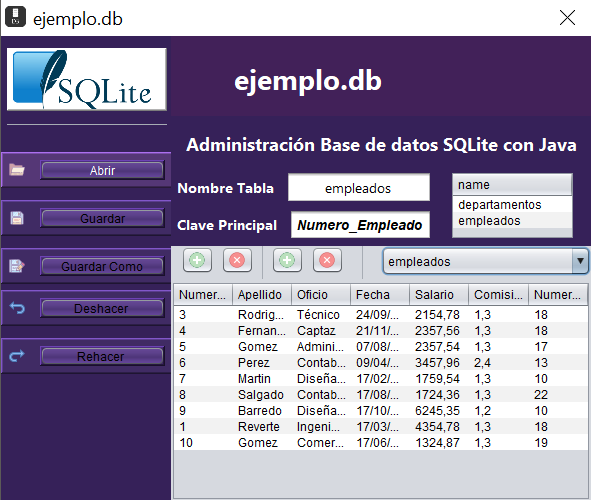 ejemplo.db
SQLite
ejemplo.db
Administración Base de datos SQLite con Java
Abrir
Guardar
Guardar Como
Deshacer
Rehacer
Nombre Tabla empleados
Clave Principal Numero_Empleado
name
departamentos
empleados
empleados
Numer... Apellido Oficio Fecha Salario Comisi... Numer...
3 Rodrig... Técnico 24/09/... 2154,78 1,3 18
4 Fernan... Captaz 21/11/... 2357,56 1,3 18
5 Gomez Admini... 07/08/... 2357,54 1,3 17
6 Perez Contab... 09/04/... 3457,96 2,4 13
7 Martin Diseña... 17/02/... 1759,54 1,3 10
8 Salgado Contab... 17/08/... 1724,36 1,3 22
9 Barredo Diseña... 17/10/... 6245,35 1,3 10
1 Reverte Ingeni... 17/03/... 4354,78 1,3 18
10 Gomez Comer... 17/06/... 1324,87 1,3 19